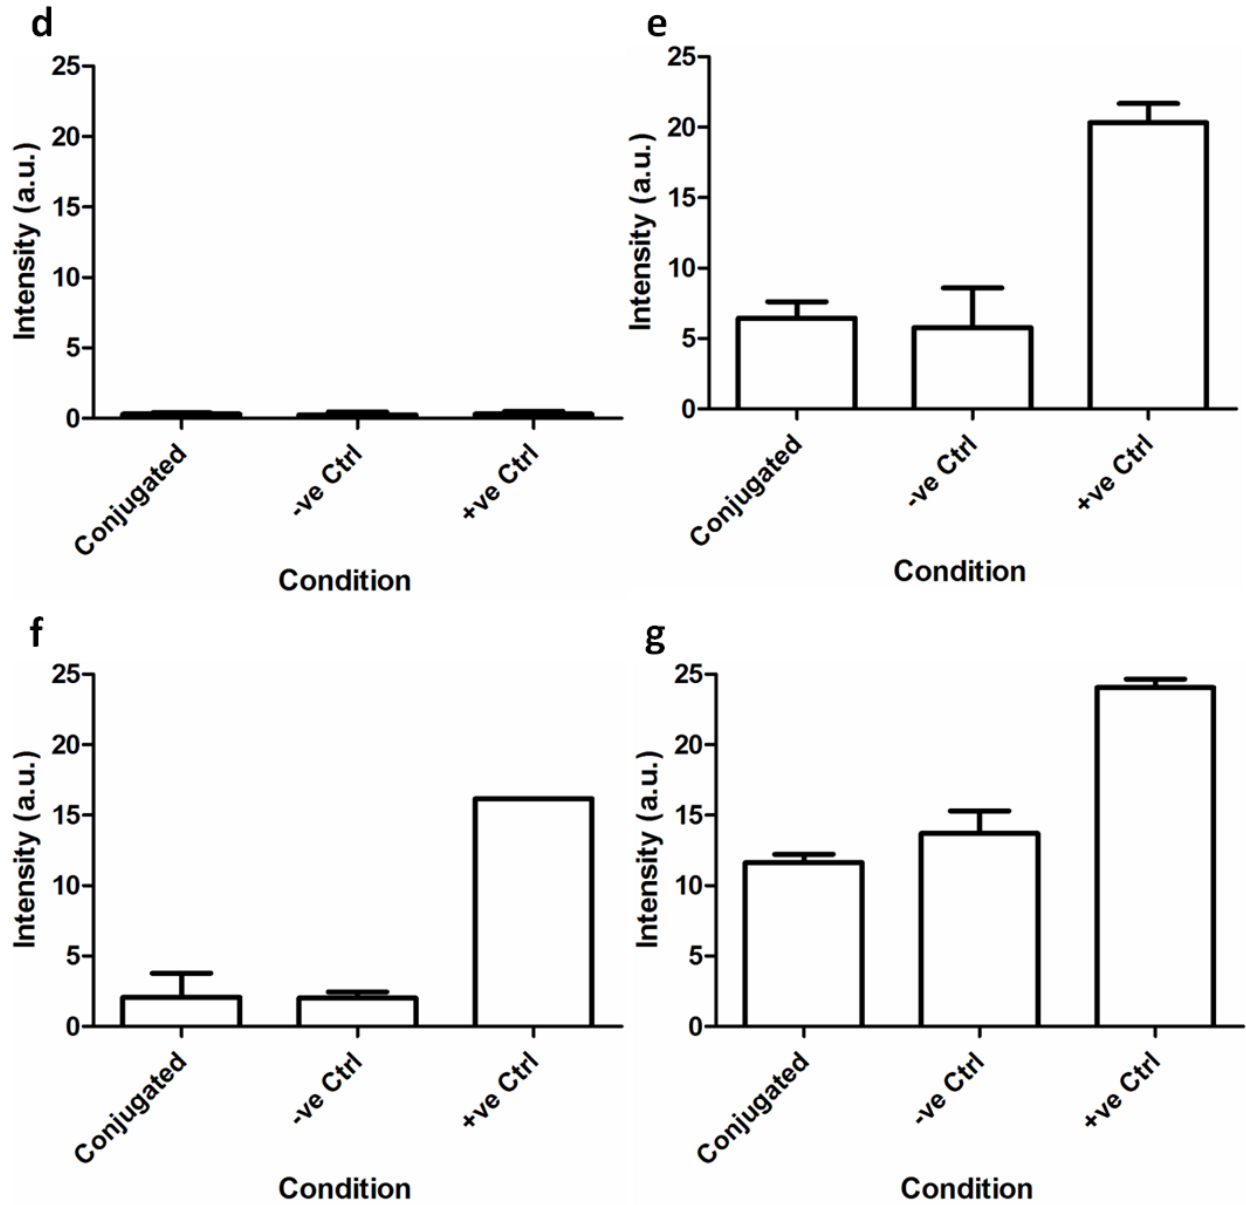 d
25
20
15
10
5
0
Intensity (a.u.)
Conjugated
-ve Ctrl
+ve Ctrl
Condition
e
25
20
15
10
5
0
Intensity (a.u.)
Conjugated
-ve Ctrl
+ve Ctrl
Condition
f
25
20
15
10
5
0
Intensity (a.u.)
Conjugated
-ve Ctrl
+ve Ctrl
Condition
g
25
20
15
10
5
0
Intensity (a.u.)
Conjugated
-ve Ctrl
+ve Ctrl
Condition